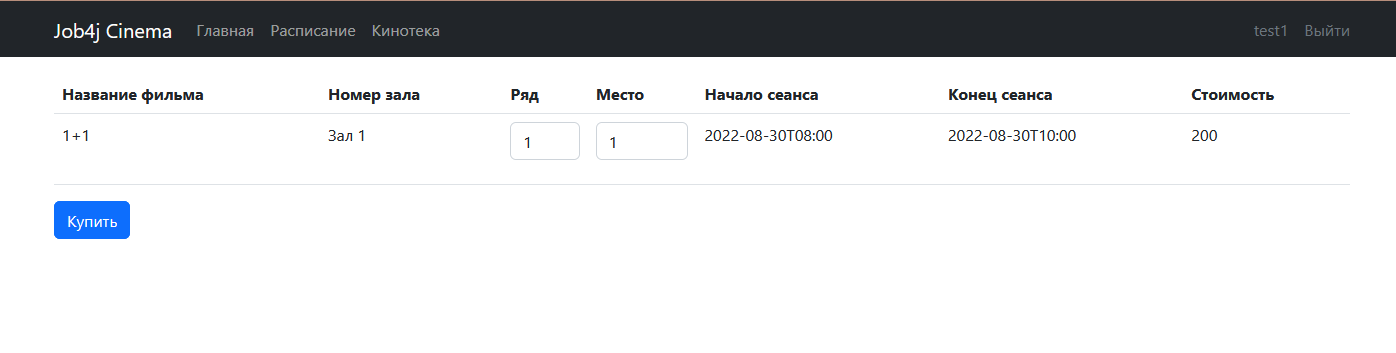 Job4j Cinema Главная Расписание Кинотека test1 Выйти
Название фильма Номер зала Ряд Место Начало сеанса Конец сеанса Стоимость
1+1 Зал 1 1 1 2022-08-30T08:00 2022-08-30T10:00 200
Купить